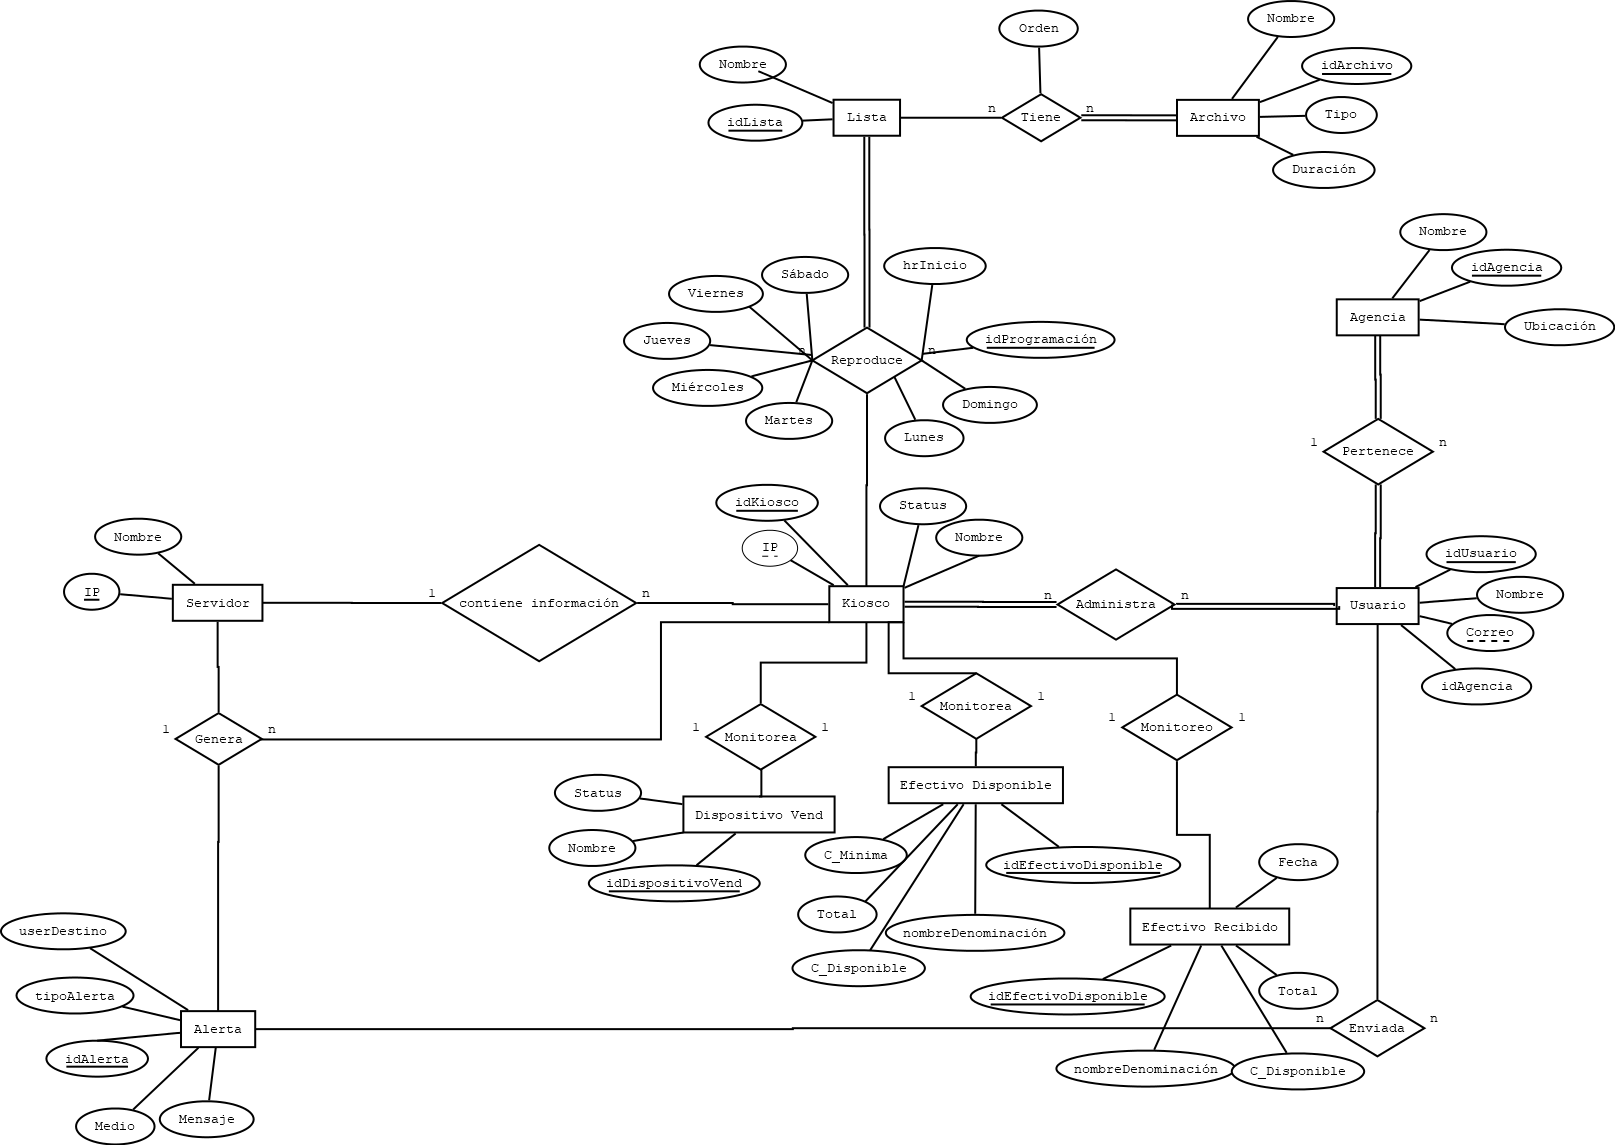 Nombre
Orden
Nombre
idArchivo
n
n
Lista
Tiene
Archivo
Tipo
idLista
Duración
Nombre
hrInicio
idAgencia
Sábado
Viernes
Agencia
Ubicación
Jueves
idProgramación
n
n
Reproduce
Miércoles
Domingo
Martes
Lunes
1
n
Pertenece
idKiosco
Status
Nombre
Nombre
IP
idUsuario
IP
1
n
n
n
Nombre
Servidor
contiene información
Kiosco
Administra
Usuario
Correo
idAgencia
1
1
Monitorea
1
1
Monitoreo
1
n
Genera
1
1
Monitorea
Efectivo Disponible
Status
Dispositivo Vend
Nombre
C_Minima
idEfectivoDisponible
Fecha
idDispositivoVend
Total
nombreDenominación
Efectivo Recibido
userDestino
C_Disponible
tipoAlerta
idEfectivoDisponible
Total
n
n
Alerta
Enviada
idAlerta
nombreDenominación
C_Disponible
Medio
Mensaje